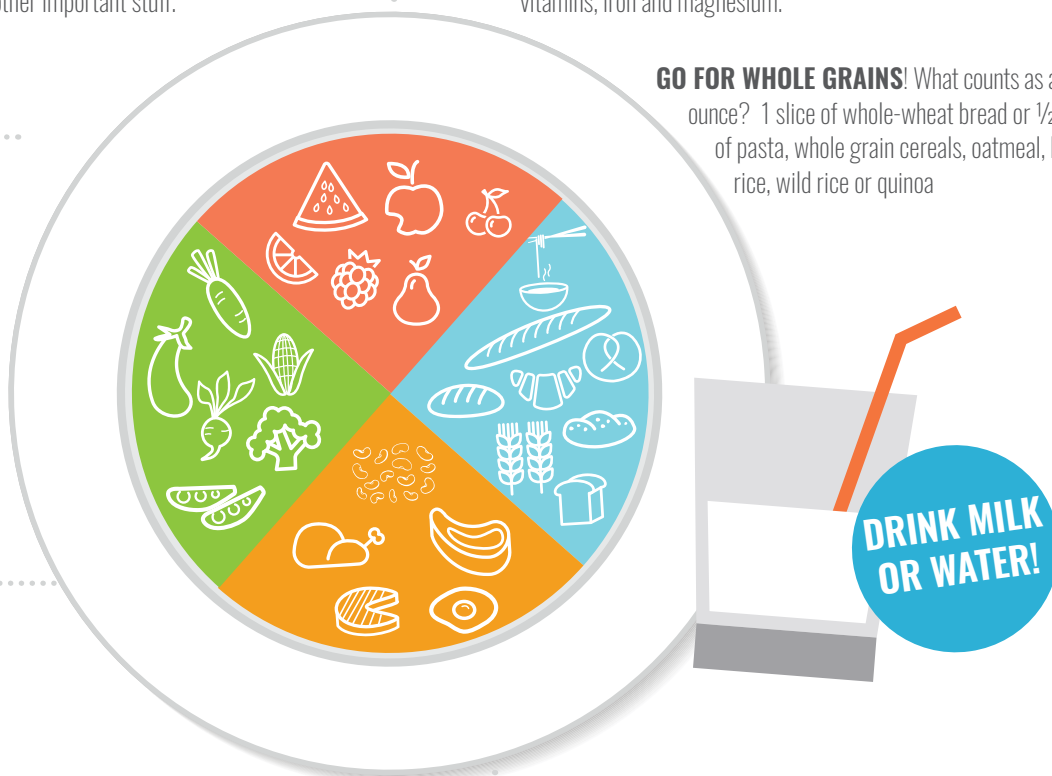 other important stuff.
vitamins, iron and magnesium.
GO FOR WHOLE GRAINS! What counts as a
ounce? 1 slice of whole-wheat bread or ½
of pasta, whole grain cereals, oatmeal,
rice, wild rice or quinoa
DRINK MILK
OR WATER!